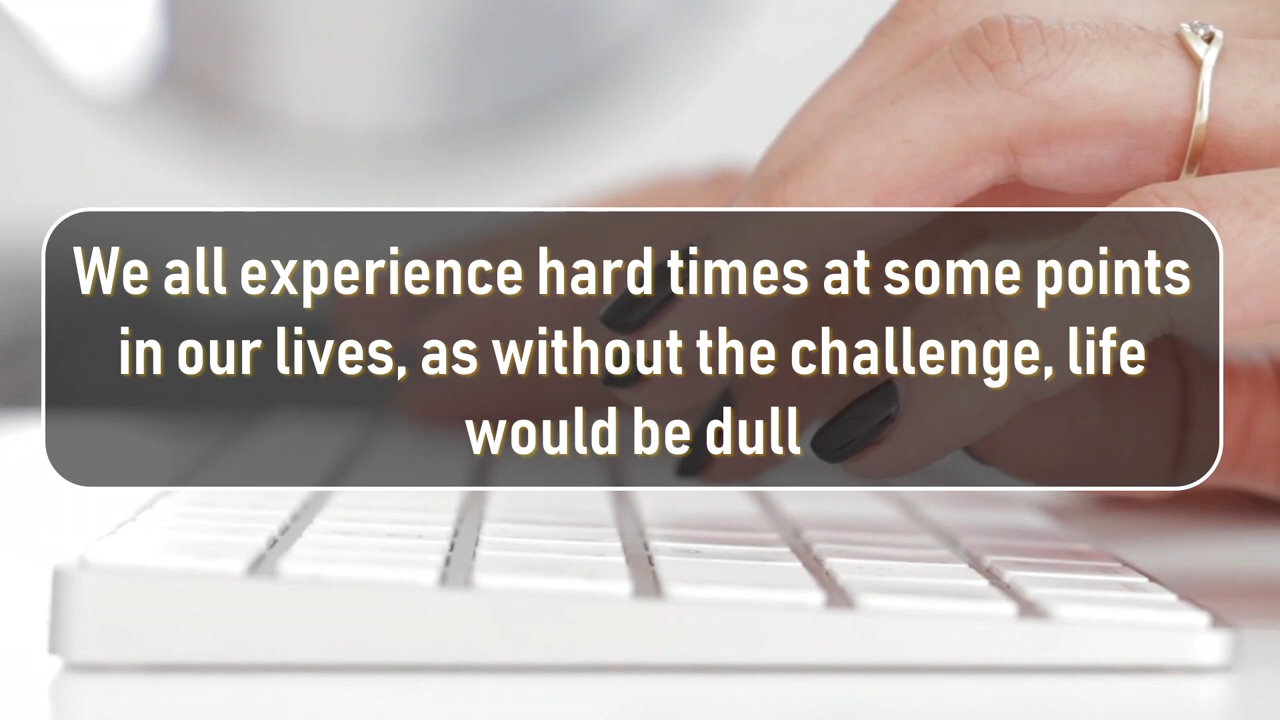 We all experience hard times at some points
in our lives, as without the challenge, life
would be dull